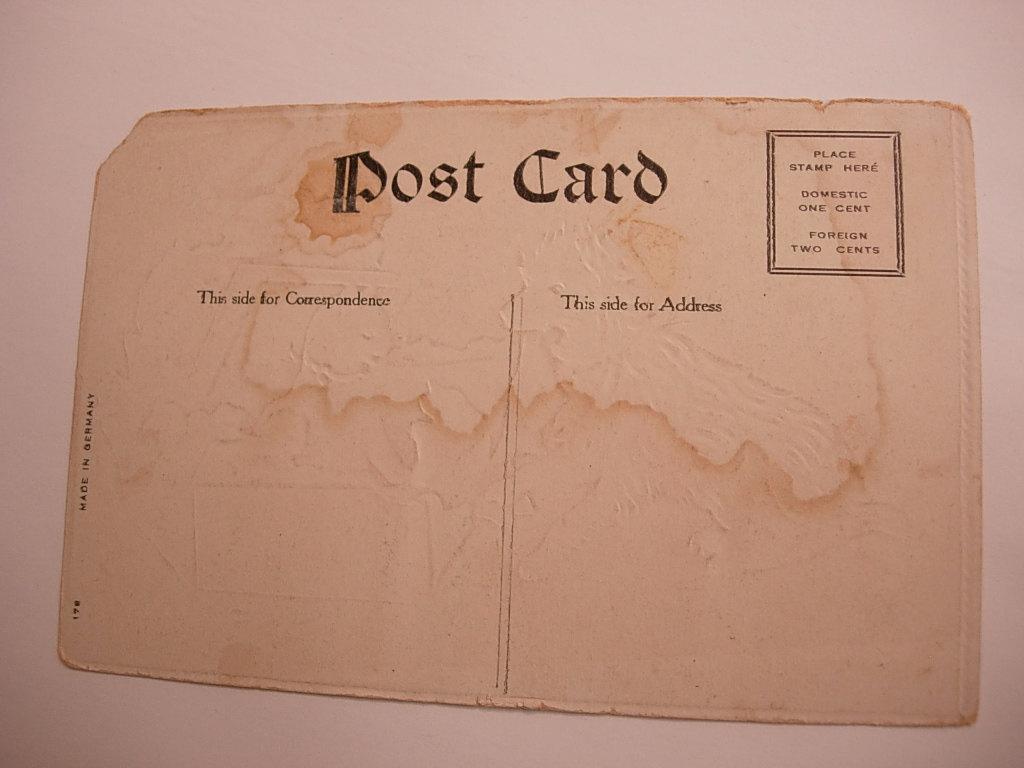 Post Card
PLACE
STAMP HERE
DOMESTIC
ONE CENT
FOREIGN
TWO CENTS
This side for Correspondence
This side for Address
MADE IN GERMANY
178